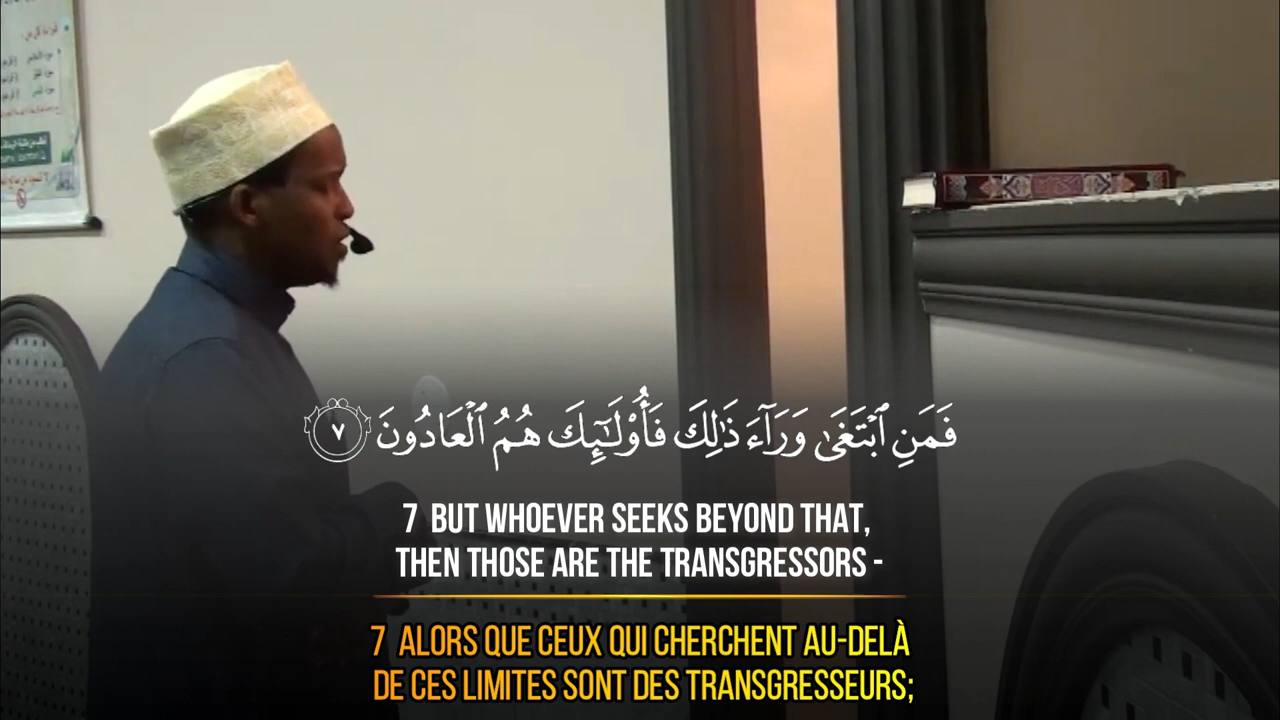 فَمَنِ ٱبْتَغَىٰ وَرَآءَ ذَٰلِكَ فَأُو۟لَـٰٓئِكَ هُمُ ٱلْعَادُونَ ٧
7 BUT WHOEVER SEEKS BEYOND THAT,
THEN THOSE ARE THE TRANSGRESSORS -
7 ALORS QUE CEUX QUI CHERCHENT AU-DELÀ
DE CES LIMITES SONT DES TRANSGRESSEURS;